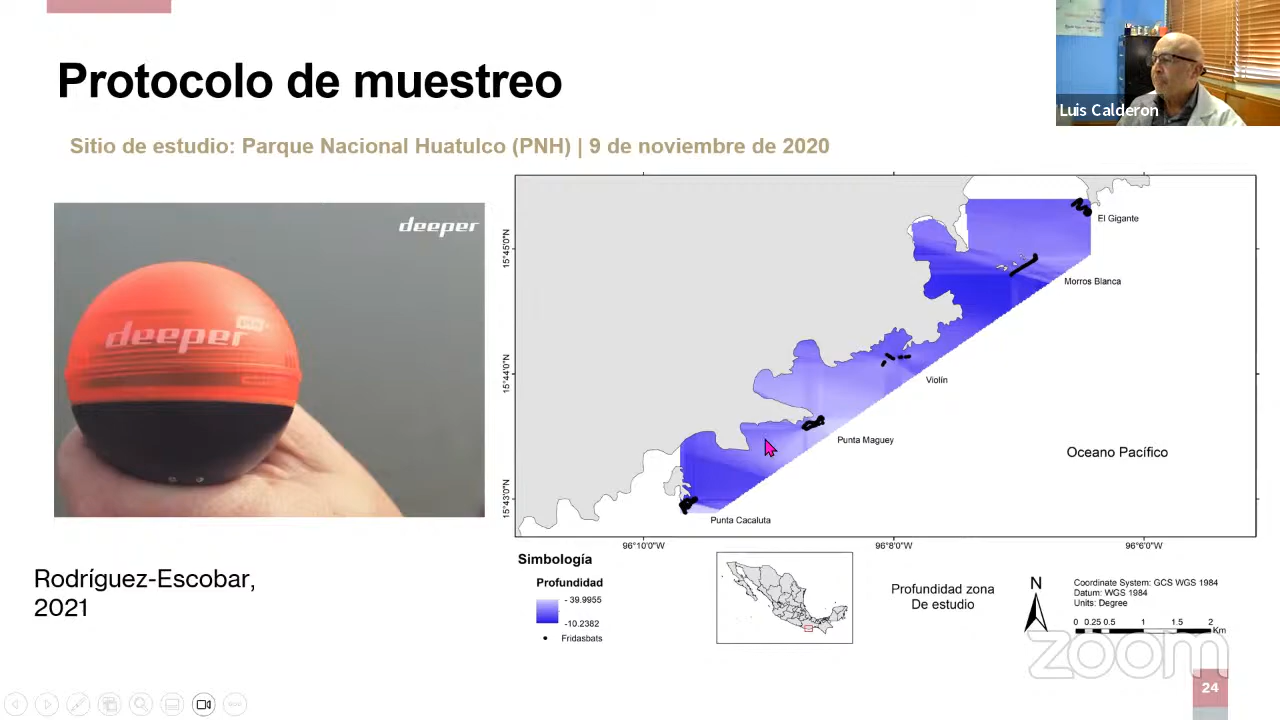 Protocolo de muestreo
Luis Calderon
Sitio de estudio: Parque Nacional Huatulco (PNH) | 9 de noviembre de 2020
deeper
deeper
15°45'0"N
15°44'0"N
15°43'0"N
El Gigante
Morros Blanca
Violín
Punta Maguey
Oceano Pacífico
Punta Cacaluta
96°10'0"W
96°8'0"W
96°6'0"W
Rodríguez-Escobar,
2021
Simbología
Profundidad
- 39.9955
-10.2382
Fridasbats
Profundidad zona
De estudio
N
Coordinate System: GCS WGS 1984
Datum: WGS 1984
Units: Degree
0 0.25 0.5 1 1.5 2
Km
zoom
24